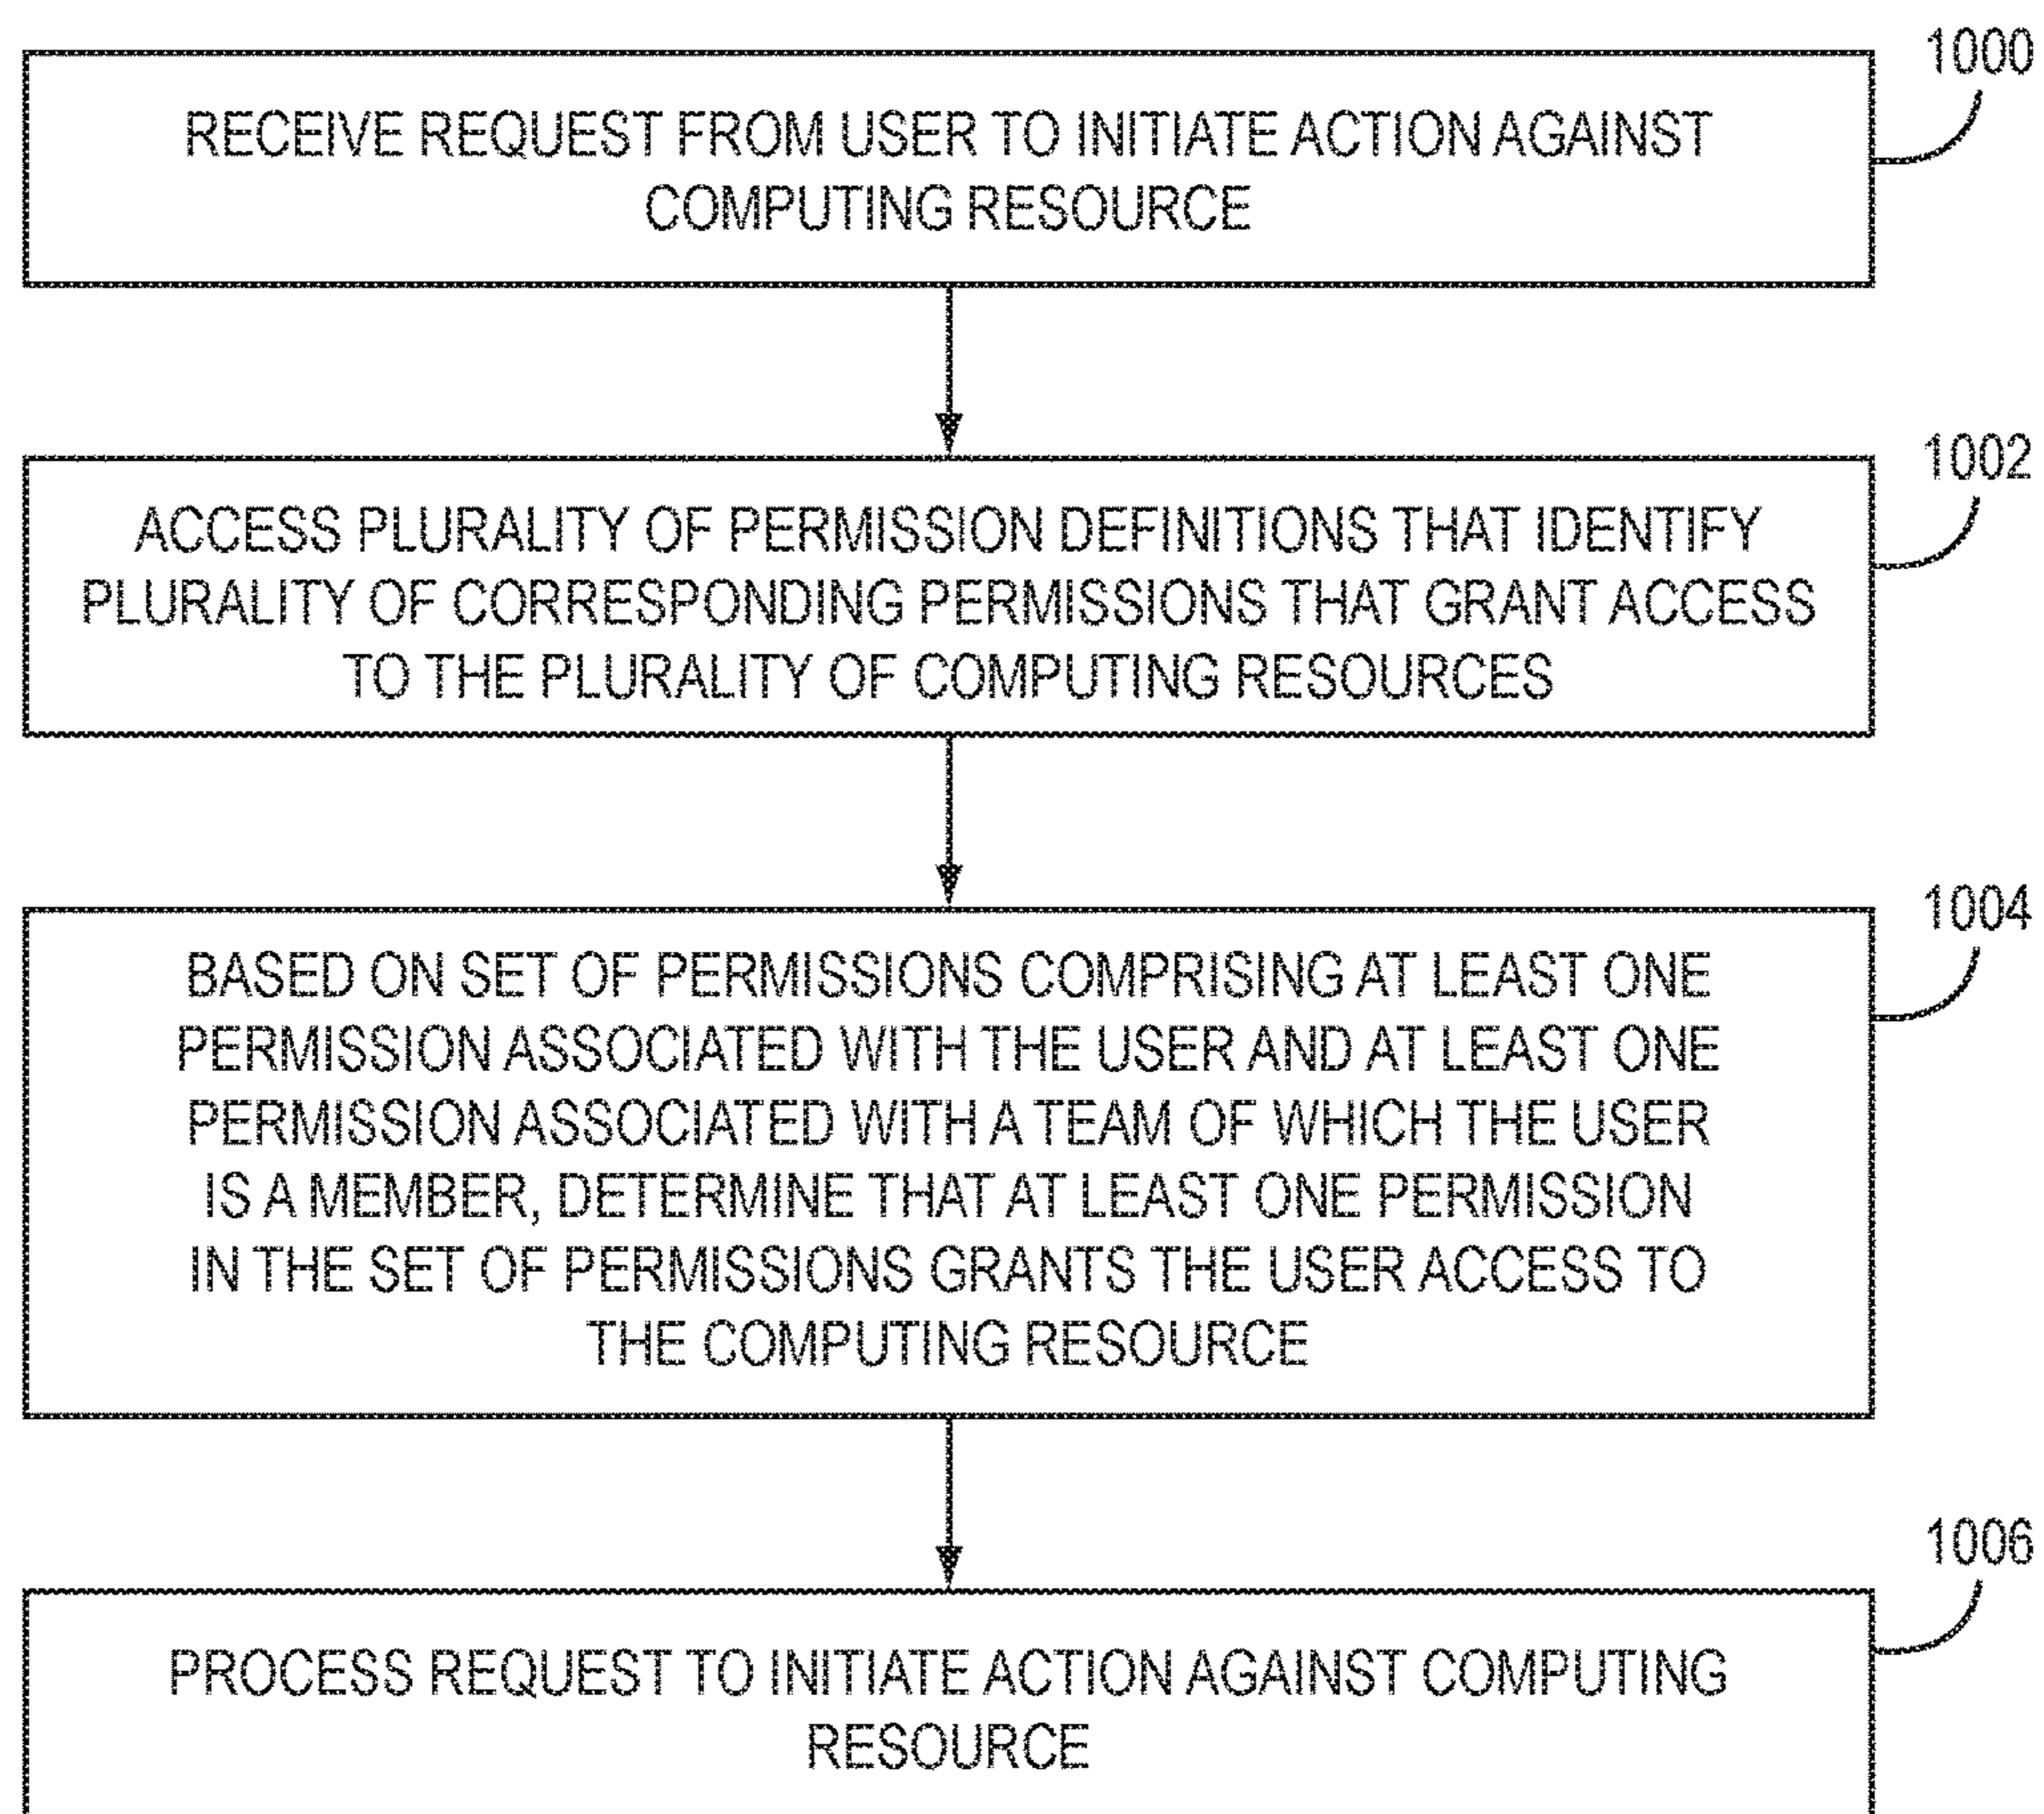 1000
RECEIVE REQUEST FROM USER TO INITIATE ACTION AGAINST
COMPUTING RESOURCE
1002
ACCESS PLURALITY OF PERMISSION DEFINITIONS THAT IDENTIFY
PLURALITY OF CORRESPONDING PERMISSIONS THAT GRANT ACCESS
TO THE PLURALITY OF COMPUTING RESOURCES
1004
BASED ON SET OF PERMISSIONS COMPRISING AT LEAST ONE
PERMISSION ASSOCIATED WITH THE USER AND AT LEAST ONE
PERMISSION ASSOCIATED WITH A TEAM OF WHICH THE USER
IS A MEMBER, DETERMINE THAT AT LEAST ONE PERMISSION
IN THE SET OF PERMISSIONS GRANTS THE USER ACCESS TO
THE COMPUTING RESOURCE
1006
PROCESS REQUEST TO INITIATE ACTION AGAINST COMPUTING
RESOURCE